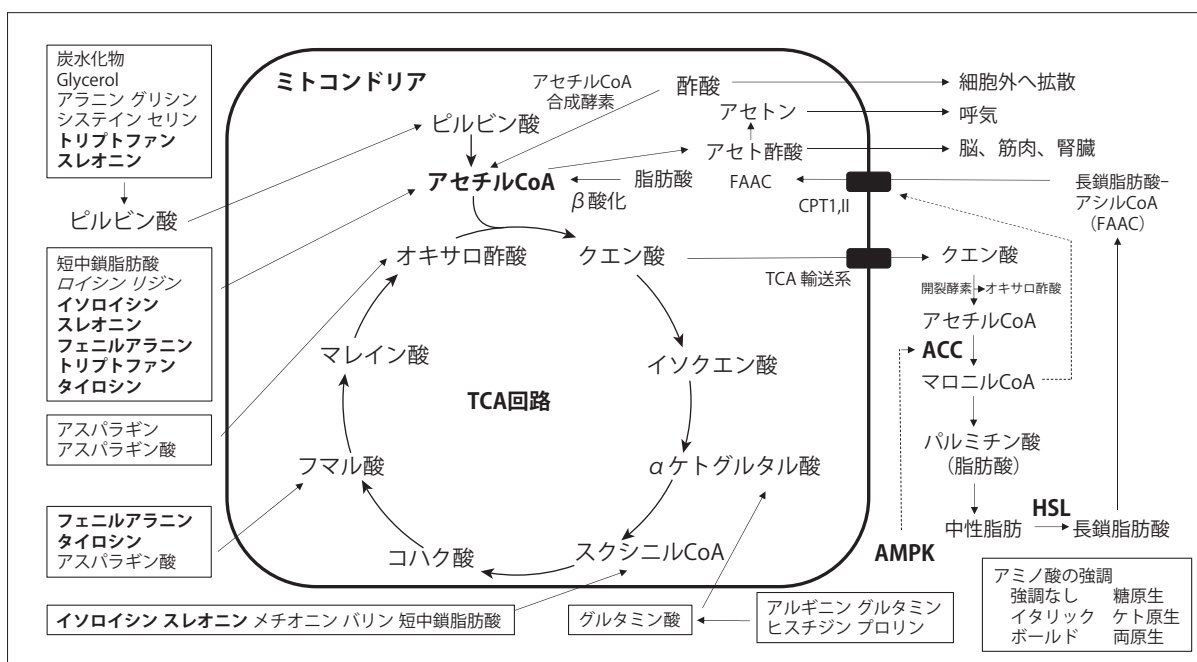 炭水化物
Glycerol
アラニン グリシン
システイン セリン
トリプトファン
スレオニン
ピルビン酸
短中鎖脂肪酸
ロイシン リジン
イソロイシン
スレオニン
フェニルアラニン
トリプトファン
タイロシン
アスパラギン
アスパラギン酸
フェニルアラニン
タイロシン
アスパラギン酸
イソロイシン スレオニン メチオニン バリン 短中鎖脂肪酸
ミトコンドリア
アセチルCoA
合成酵素
酢酸
アセトン
アセト酢酸
ピルビン酸
アセチルCoA
脂肪酸
β酸化
FAAC
CPT1,II
オキサロ酢酸
クエン酸
TCA 輸送系
マレイン酸
イソクエン酸
TCA回路
フマル酸
αケトグルタル酸
コハク酸
スクシニルCoA
グルタミン酸
アルギニン グルタミン
ヒスチジン プロリン
細胞外へ拡散
呼気
脳、筋肉、腎臓
長鎖脂肪酸−
アシルCoA
（FAAC）
クエン酸
開裂酵素
オキサロ酢酸
アセチルCoA
ACC
マロニルCoA
パルミチン酸
（脂肪酸）
HSL
中性脂肪
長鎖脂肪酸
AMPK
アミノ酸の強調
強調なし 糖原生
イタリック ケト原生
ボールド 両原生